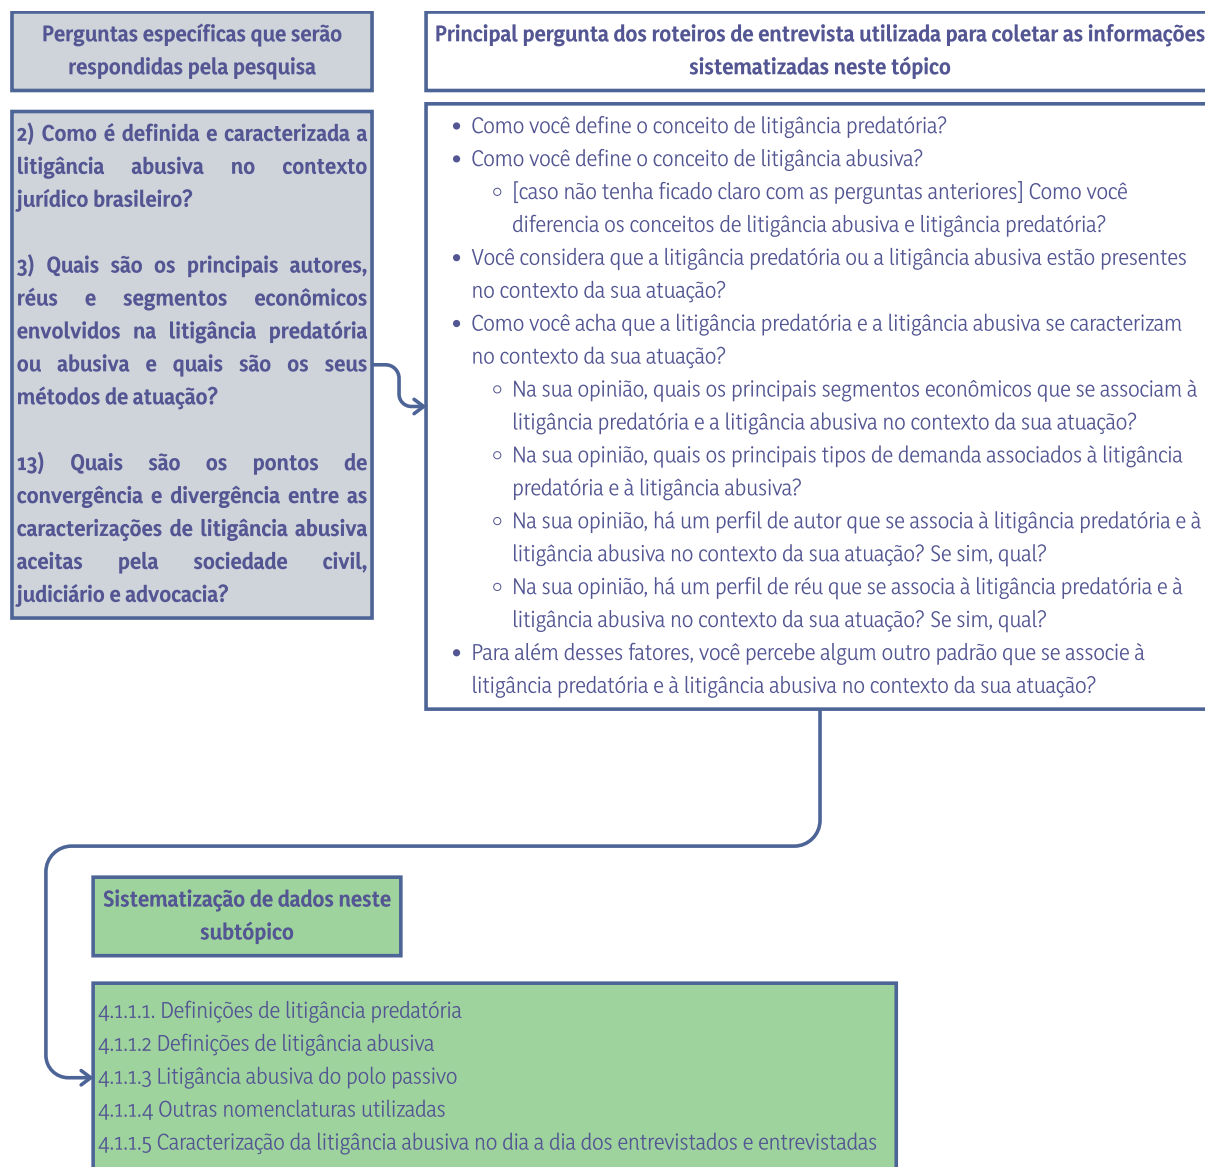 Perguntas específicas que serão
respondidas pela pesquisa
Principal pergunta dos roteiros de entrevista utilizada para coletar as informações
sistematizadas neste tópico
2) Como é definida e caracterizada a
litigância abusiva no contexto
jurídico brasileiro?
3) Quais são os principais autores,
réus e segmentos econômicos
envolvidos na litigância predatória
ou abusiva e quais são os seus
métodos de atuação?
13) Quais são os pontos de
convergência e divergência entre as
caracterizações de litigância abusiva
aceitas pela sociedade civil,
judiciário e advocacia?
• Como você define o conceito de litigância predatória?
• Como você define o conceito de litigância abusiva?
◦ [caso não tenha ficado claro com as perguntas anteriores] Como você
diferencia os conceitos de litigância abusiva e litigância predatória?
• Você considera que a litigância predatória ou a litigância abusiva estão presentes
no contexto da sua atuação?
• Como você acha que a litigância predatória e a litigância abusiva se caracterizam
no contexto da sua atuação?
◦ Na sua opinião, quais os principais segmentos econômicos que se associam à
litigância predatória e a litigância abusiva no contexto da sua atuação?
◦ Na sua opinião, quais os principais tipos de demanda associados à litigância
predatória e à litigância abusiva?
◦ Na sua opinião, há um perfil de autor que se associa à litigância predatória e à
litigância abusiva no contexto da sua atuação? Se sim, qual?
◦ Na sua opinião, há um perfil de réu que se associa à litigância predatória e à
litigância abusiva no contexto da sua atuação? Se sim, qual?
• Para além desses fatores, você percebe algum outro padrão que se associe à
litigância predatória e à litigância abusiva no contexto da sua atuação?
Sistematização de dados neste
subtópico
4.1.1.1. Definições de litigância predatória
4.1.1.2 Definições de litigância abusiva
4.1.1.3 Litigância abusiva do polo passivo
4.1.1.4 Outras nomenclaturas utilizadas
4.1.1.5 Caracterização da litigância abusiva no dia a dia dos entrevistados e entrevistadas